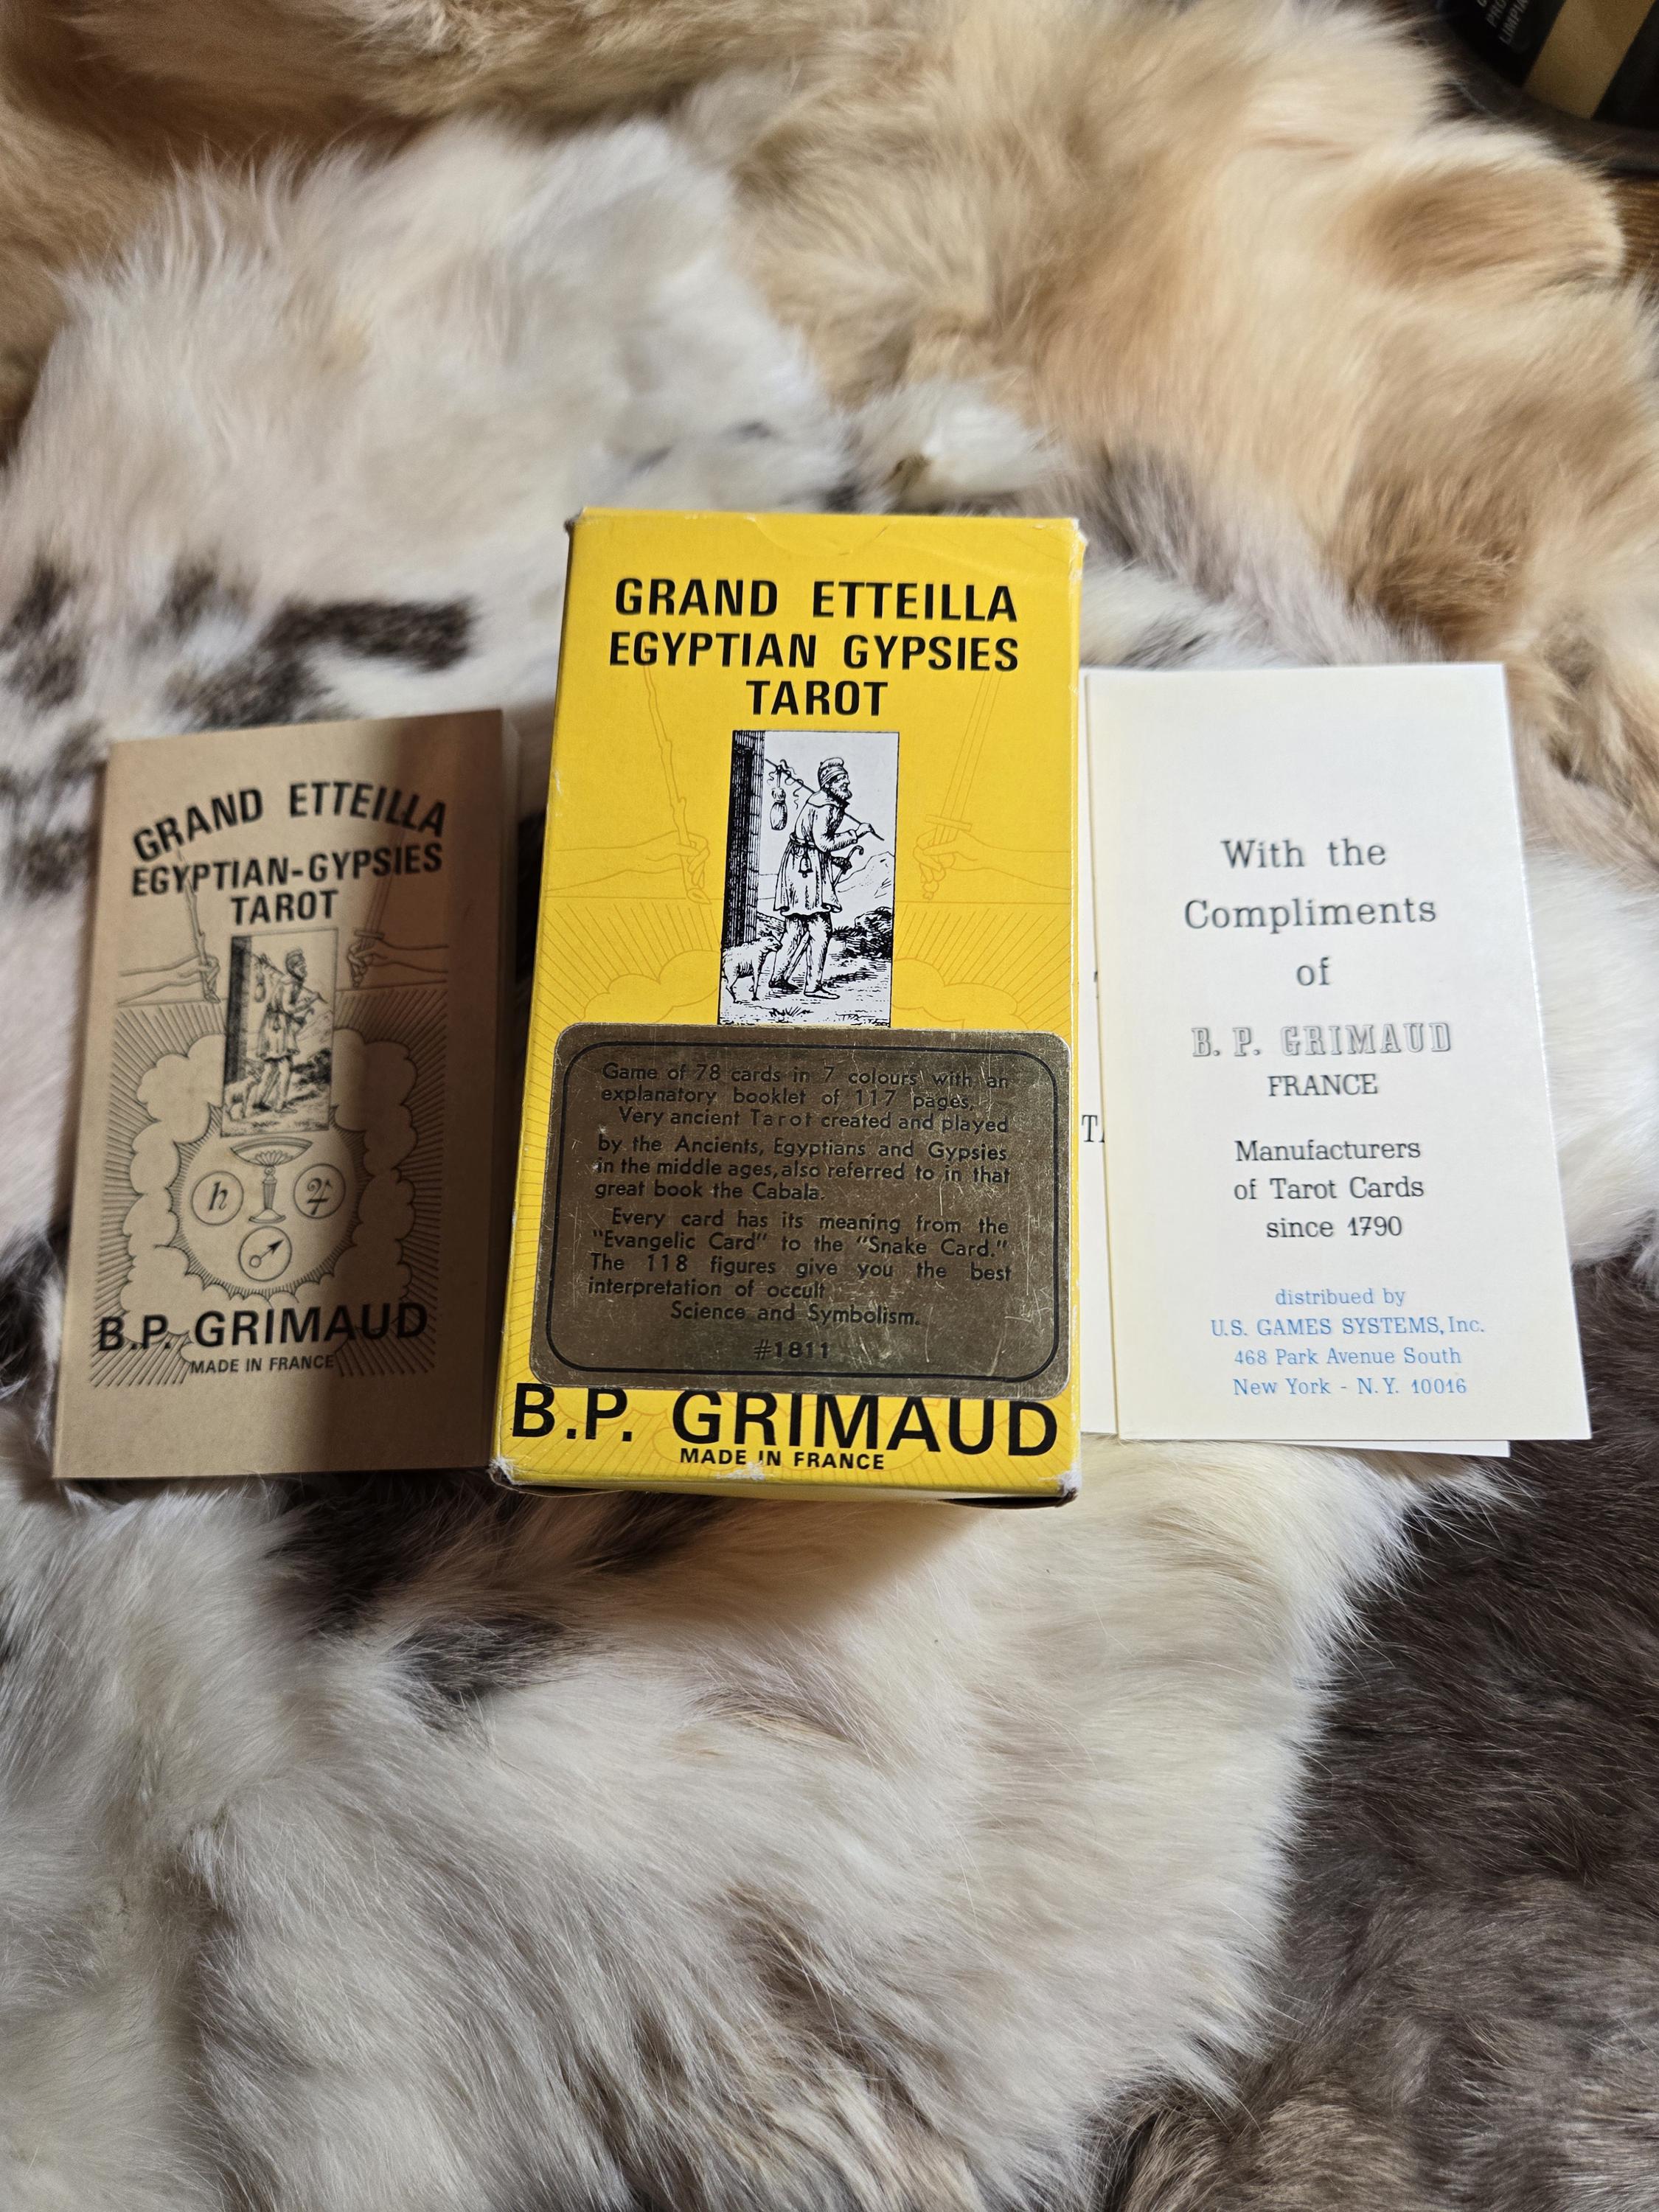 GRAND ETTEILLA
EGYPTIAN-GYPSIES
TAROT
B.P. GRIMAUD
MADE IN FRANCE
GRAND ETTEILLA
EGYPTIAN GYPSIES
TAROT
Game of 78 cards in 7 colours with an
explanatory booklet of 117 pages,
Very ancient Tarot created and played
by the Ancients, Egyptians and Gypsies
in the middle ages, also referred to in that
great book the Cabala.
Every card has its meaning from the
"Evangelic Card" to the "Snake Card."
The 118 figures give you the best
interpretation of occult
Science and Symbolism.
#1811
B.P. GRIMAUD
MADE IN FRANCE
With the
Compliments
of
B. P. GRIMAUD
FRANCE
Manufacturers
of Tarot Cards
since 1790
distributed by
U.S. GAMES SYSTEMS, Inc.
468 Park Avenue South
New York - N.Y. 10016